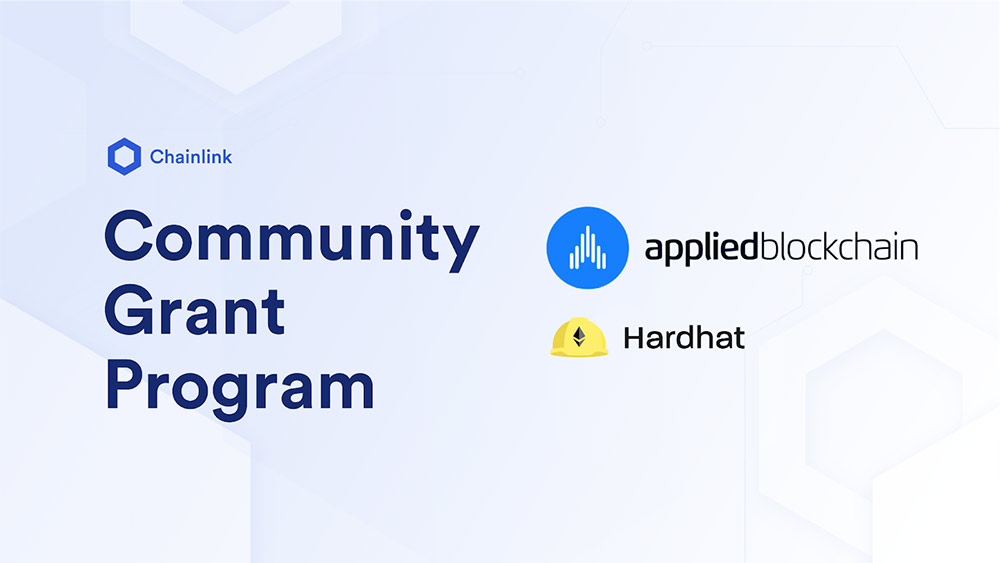 Chainlink
Community
Grant
Program
appliedblockchain
Hardhat